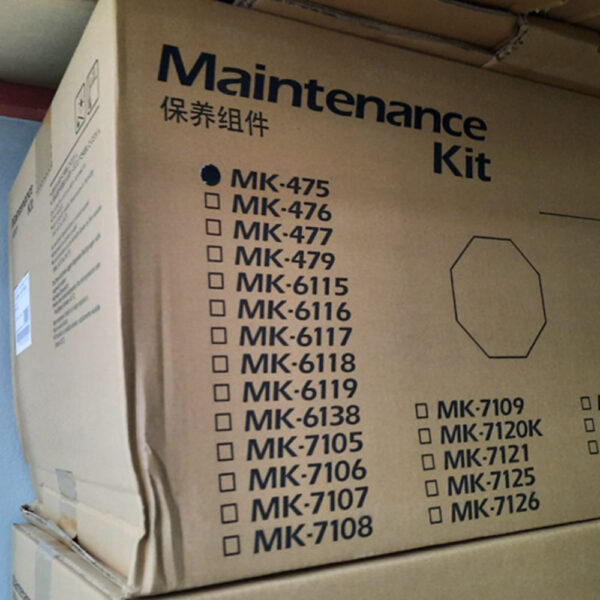 Maintenance
Kit
保养组件
MK-475
MK-476
MK-477
MK-479
MK-6115
MK-6116
MK-6117
MK-6118
MK-6119
MK-6138
MK-7105
MK-7106
MK-7107
MK-7108
MK-7109
MK-7120K
MK-7121
MK-7125
MK-7126
Maintenance
Kit